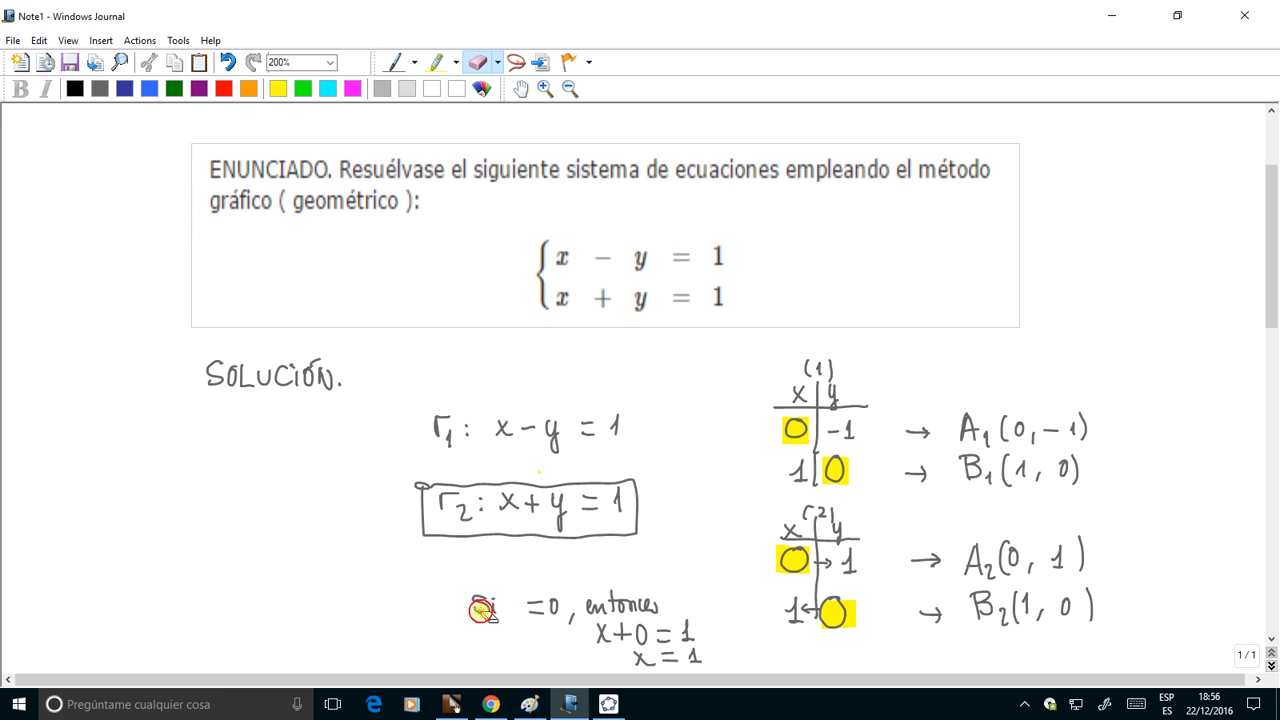 Note1 - Windows Journal
File Edit View Insert Actions Tools Help
200%
B I
ENUNCIADO. Resuélvase el siguiente sistema de ecuaciones empleando el método
gráfico ( geométrico ):
x - y = 1
x + y = 1
SOLUCIÓN.
r₁: x - y = 1
r₂: x + y = 1
Si =0, entonces
x+0=1
x=1
(1)
x y
0 -1 → A₁(0,-1)
1 0 → B₁(1, 0)
(2)
x y
0 → 1 → A₂(0, 1)
1 ← 0 → B₂(1, 0)
1 / 1
Pregúntame cualquier cosa
ESP
ES
18:56
22/12/2016